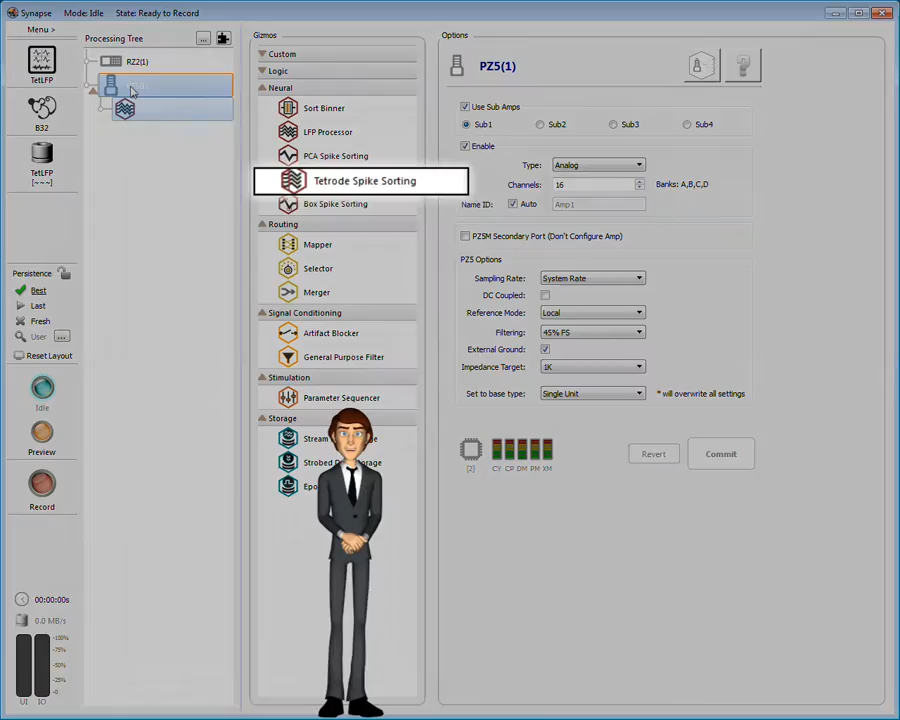 Synapse Mode: Idle State: Ready to Record
Menu >
TetLFP
B32
TetLFP
[~~~]
Persistence
Best
Last
Fresh
User ...
Reset Layout
Idle
Preview
Record
00:00:00s
0.0 MB/s
-100%
-75%
-50%
-25%
-0
UI IO
Processing Tree ...
RZ2(1)
Gizmos
Custom
Logic
Neural
Sort Binner
LFP Processor
PCA Spike Sorting
Tetrode Spike Sorting
Box Spike Sorting
Routing
Mapper
Selector
Merger
Signal Conditioning
Artifact Blocker
General Purpose Filter
Stimulation
Parameter Sequencer
Storage
Options
PZ5(1)
?
Use Sub Amps
Sub1 Sub2 Sub3 Sub4
Enable
Type: Analog
Channels: 16 Banks: A,B,C,D
Name ID: Auto Amp1
PZ5M Secondary Port (Don't Configure Amp)
PZ5 Options
Sampling Rate: System Rate
DC Coupled:
Reference Mode: Local
Filtering: 45% FS
External Ground:
Impedance Target: 1K
Set to base type: Single Unit * will overwrite all settings
[2] CY CP DM PM XM
Revert Commit